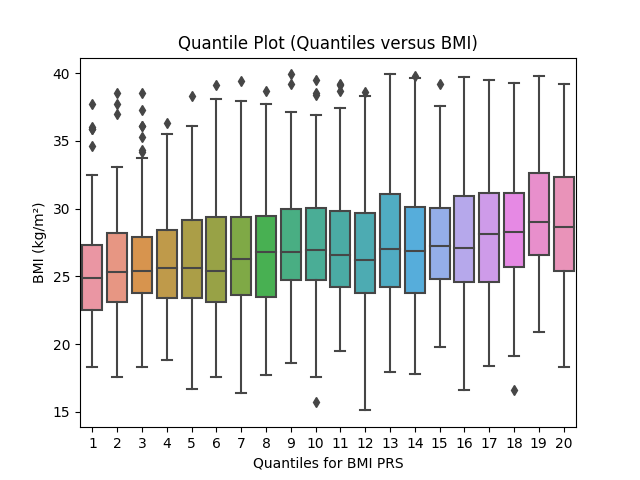 Quantile Plot (Quantiles versus BMI)
BMI (kg/m²)
40
35
30
25
20
15
1 2 3 4 5 6 7 8 9 10 11 12 13 14 15 16 17 18 19 20
Quantiles for BMI PRS